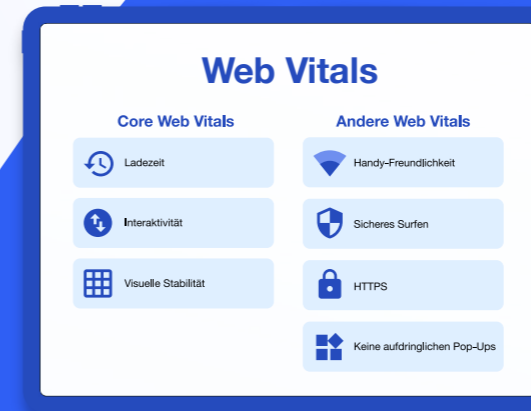 Web Vitals
Core Web Vitals
Ladezeit
Interaktivität
Visuelle Stabilität
Andere Web Vitals
Handy-Freundlichkeit
Sicheres Surfen
HTTPS
Keine aufdringlichen Pop-Ups